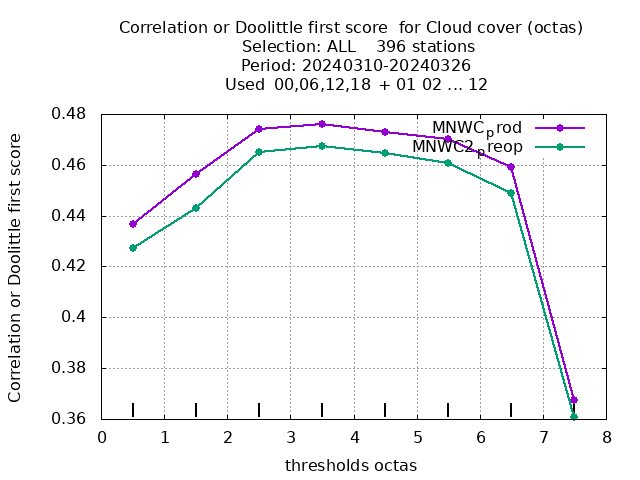 Correlation or Doolittle first score  for Cloud cover (octas)
Selection: ALL    396 stations
Period: 20240310-20240326
Used  00,06,12,18 + 01 02 ... 12
Correlation or Doolittle first score
0.48
0.46
0.44
0.42
0.4
0.38
0.36
MNWC_prod
MNWC2_preop
0 1 2 3 4 5 6 7 8
thresholds octas